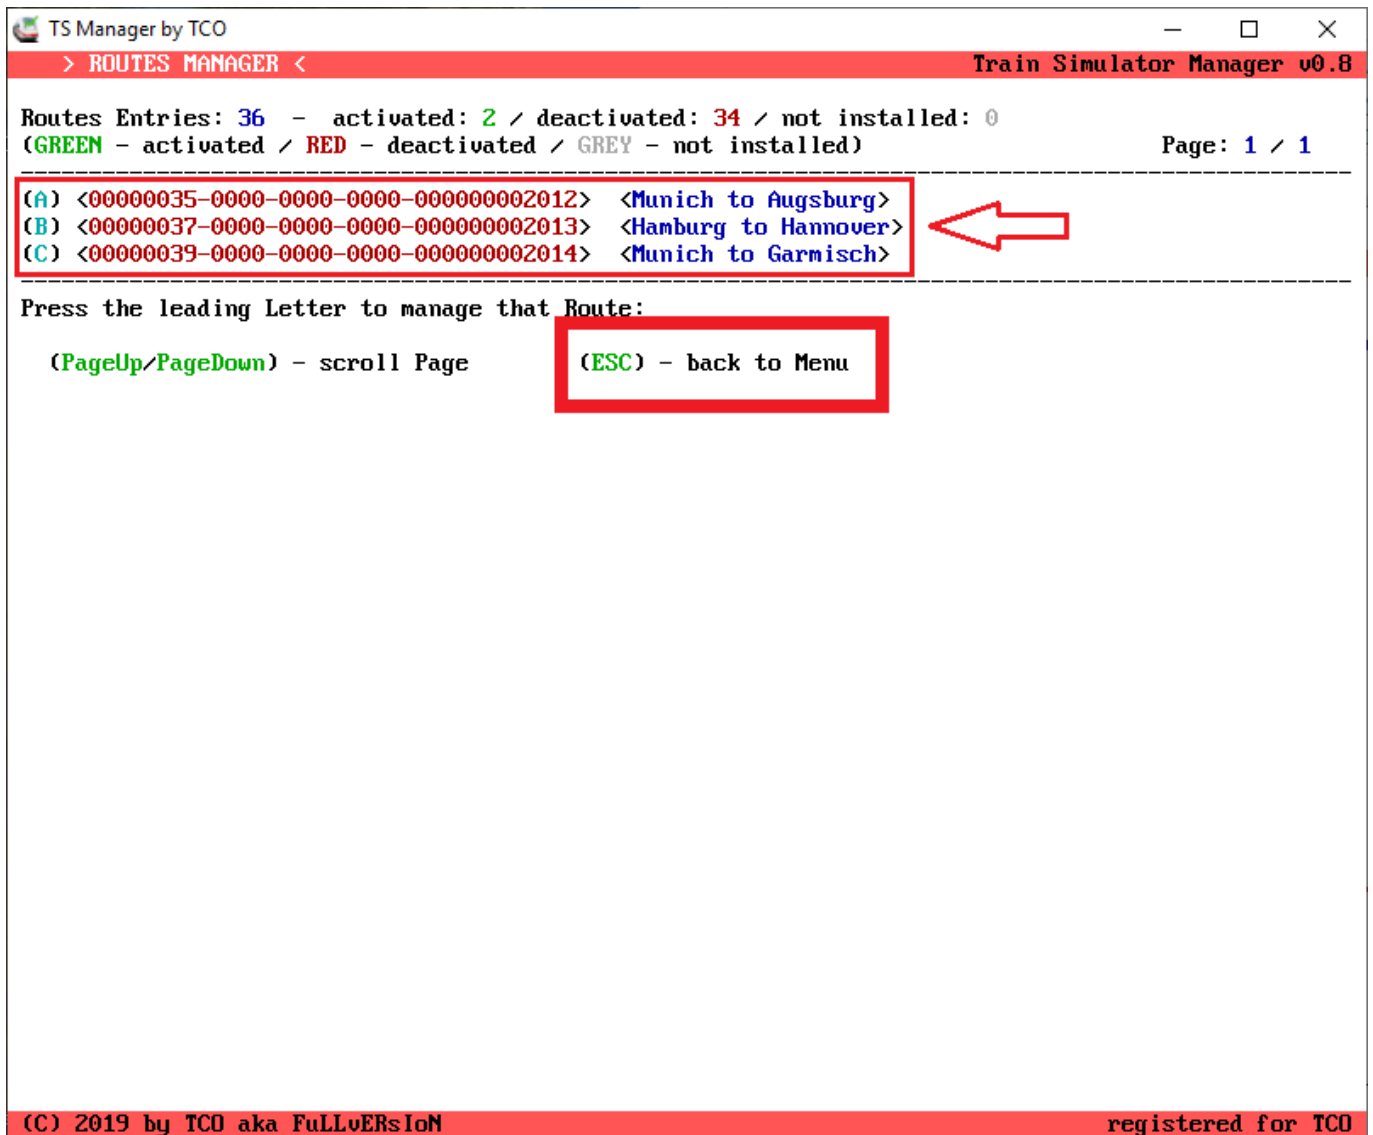 TS Manager by TCO
> ROUTES MANAGER < Train Simulator Manager v0.8
Routes Entries: 36 - activated: 2 / deactivated: 34 / not installed: 0
(GREEN - activated / RED - deactivated / GREY - not installed) Page: 1 / 1
(A) <00000035-0000-0000-0000-000000002012> <Munich to Augsburg>
(B) <00000037-0000-0000-0000-000000002013> <Hamburg to Hannover>
(C) <00000039-0000-0000-0000-000000002014> <Munich to Garmisch>
Press the leading Letter to manage that Route:
(PageUp/PageDown) - scroll Page (ESC) - back to Menu
(C) 2019 by TCO aka FuLLvERsIoN registered for TCO